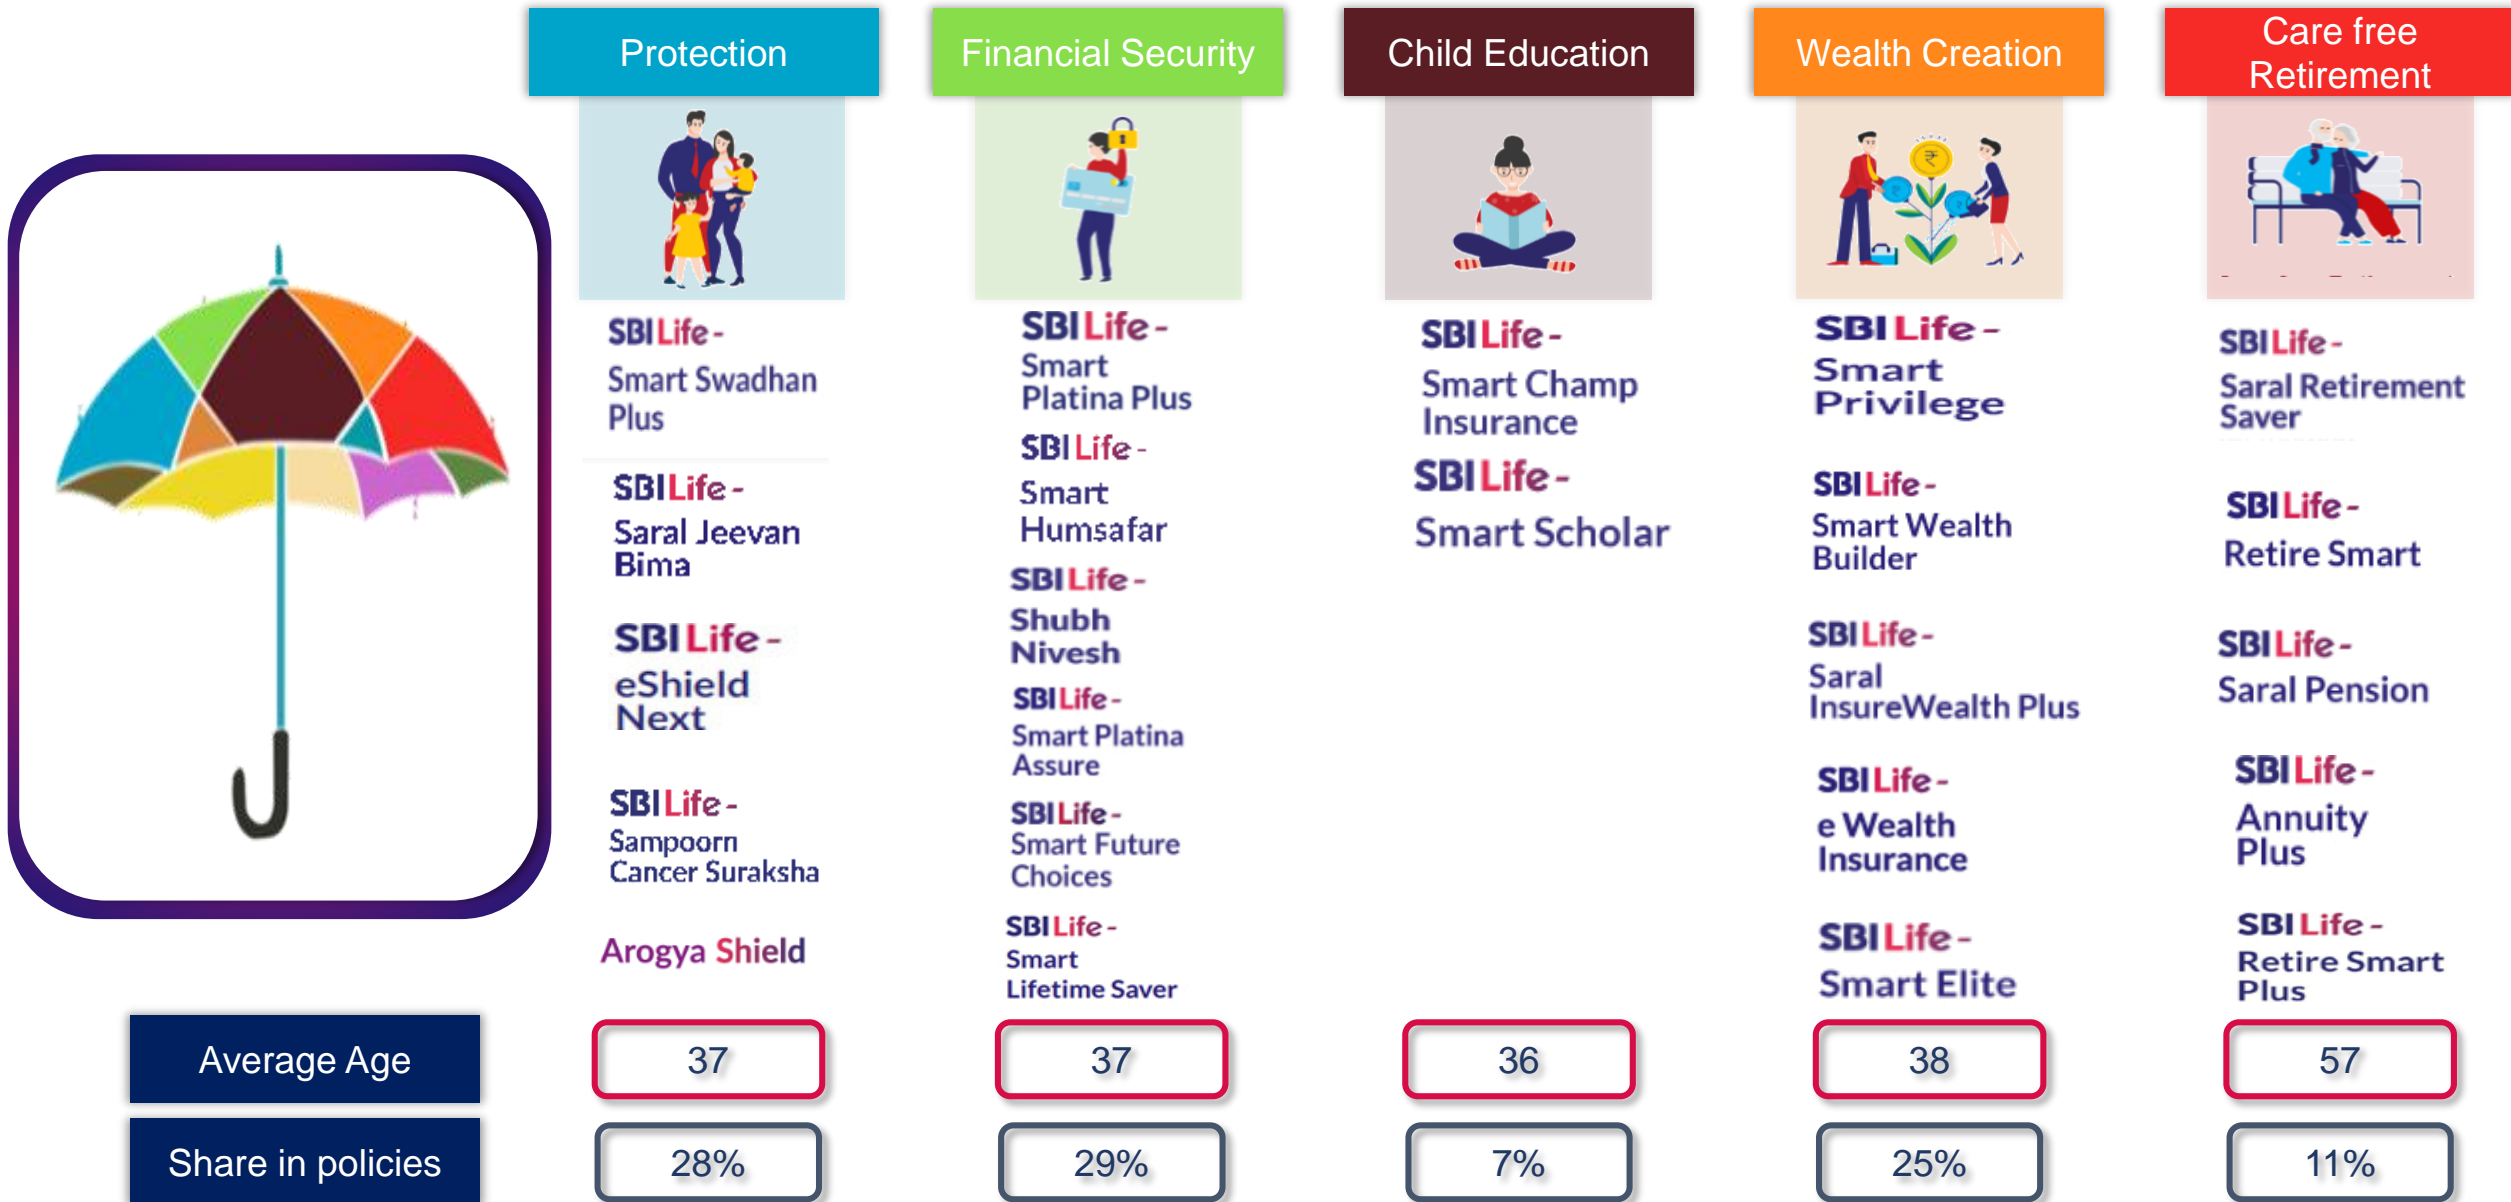 Protection
Smart Swadhan
Plus
SBI Life -
Saral Jeevan
Bima
SBI Life -
eShield
Next
SBI Life -
Sampoorn
Cancer Suraksha
Arogya Shield
Financial Security
SBI Life -
Smart
Platina Plus
SBI Life -
Smart
Humsafar
SBI Life -
Shubh
Nivesh
SBI Life -
Smart Platina
Assure
SBI Life -
Smart Future
Choices
SBI Life -
Smart
Lifetime Saver
Child Education
SBI Life -
Smart Champ
Insurance
SBI Life -
Smart Scholar
Wealth Creation
SBI Life -
Smart
Privilege
SBI Life -
Smart Wealth
Builder
SBI Life -
Saral
InsureWealth Plus
SBI Life -
e Wealth
Insurance
SBI Life -
Smart Elite
Care free
Retirement
SBI Life -
Saral Retirement
Saver
SBI Life -
Retire Smart
SBI Life -
Saral Pension
SBI Life -
Annuity
Plus
SBI Life -
Retire Smart
Plus
Average Age
37
37
36
38
57
Share in policies
28%
29%
7%
25%
11%